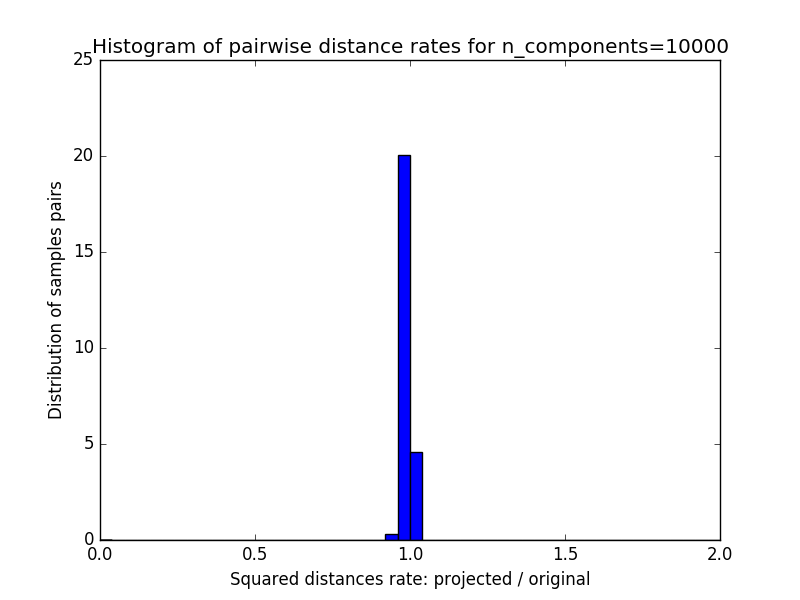 Histogram of pairwise distance rates for n_components=10000
25
20
15
10
5
0
Distribution of samples pairs
0.0 0.5 1.0 1.5 2.0
Squared distances rate: projected / original